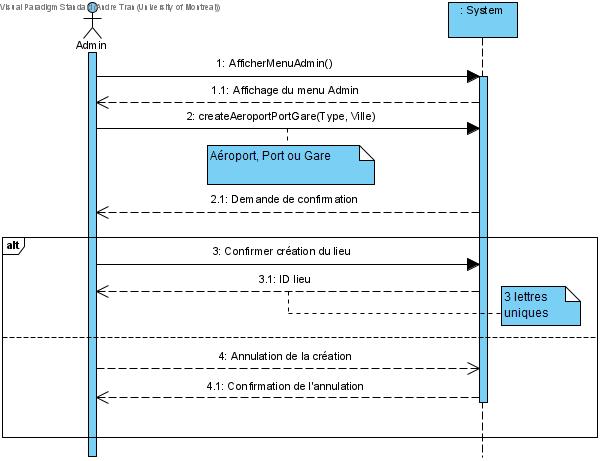 Visual Paradigm Standard(Andre Tran(University of Montreal))
: System
Admin
1: AfficherMenuAdmin()
1.1: Affichage du menu Admin
2: createAeroportPortGare(Type, Ville)
Aéroport, Port ou Gare
2.1: Demande de confirmation
alt
3: Confirmer création du lieu
3.1: ID lieu
3 lettres
uniques
4: Annulation de la création
4.1: Confirmation de l'annulation